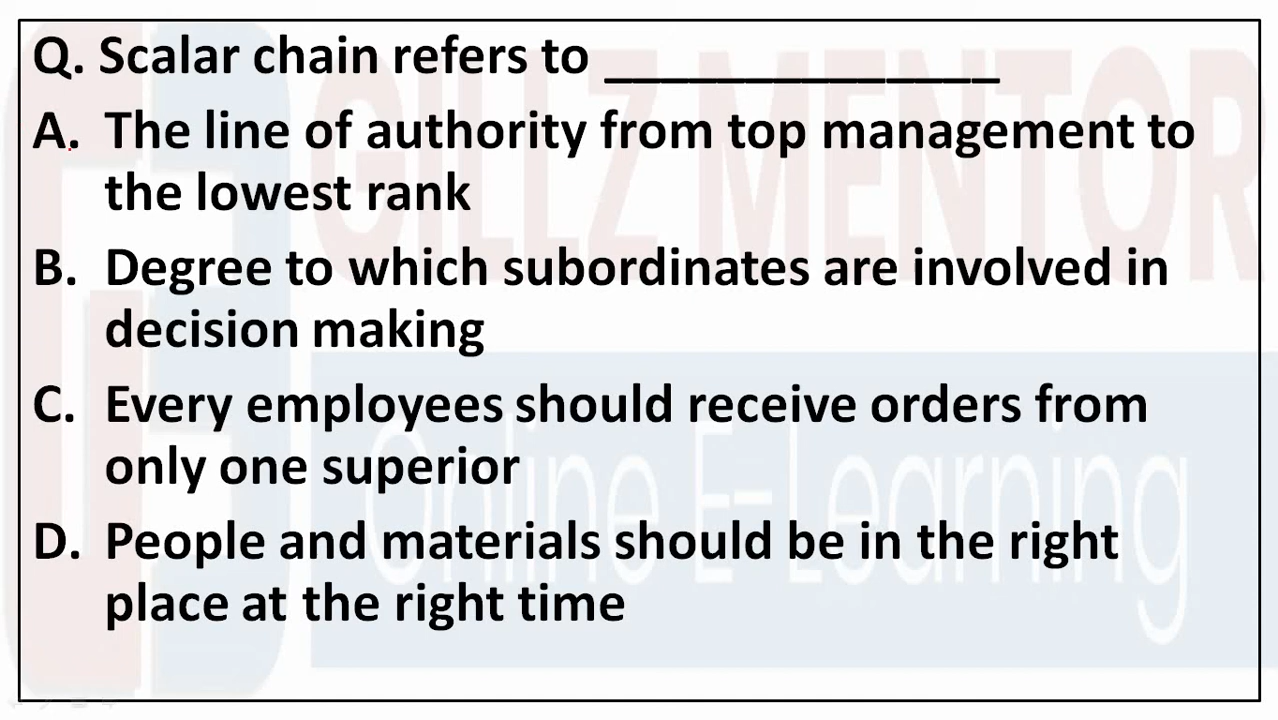 Q. Scalar chain refers to _______________
A. The line of authority from top management to
the lowest rank
B. Degree to which subordinates are involved in
decision making
C. Every employees should receive orders from
only one superior
D. People and materials should be in the right
place at the right time
GILLZ MENTOR
Online E-Learning